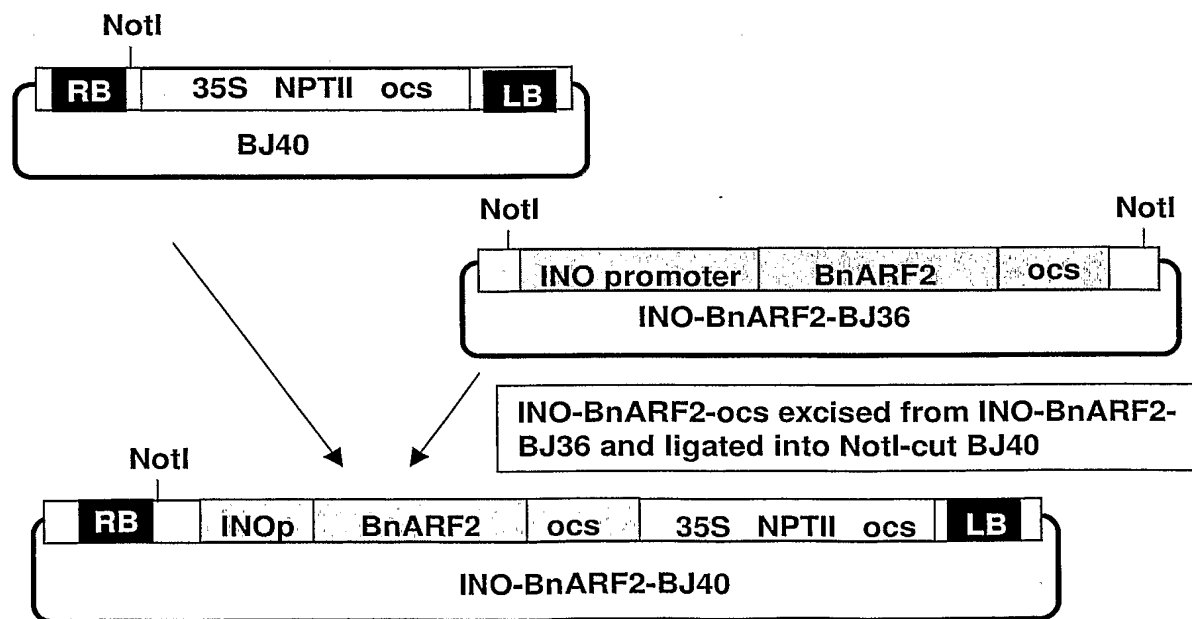 NotI
RB 35S NPTII ocs LB
BJ40
NotI NotI
INO promoter BnARF2 ocs
INO-BnARF2-BJ36
INO-BnARF2-ocs excised from INO-BnARF2-
BJ36 and ligated into NotI-cut BJ40
NotI
RB INOp BnARF2 ocs 35S NPTII ocs LB
INO-BnARF2-BJ40